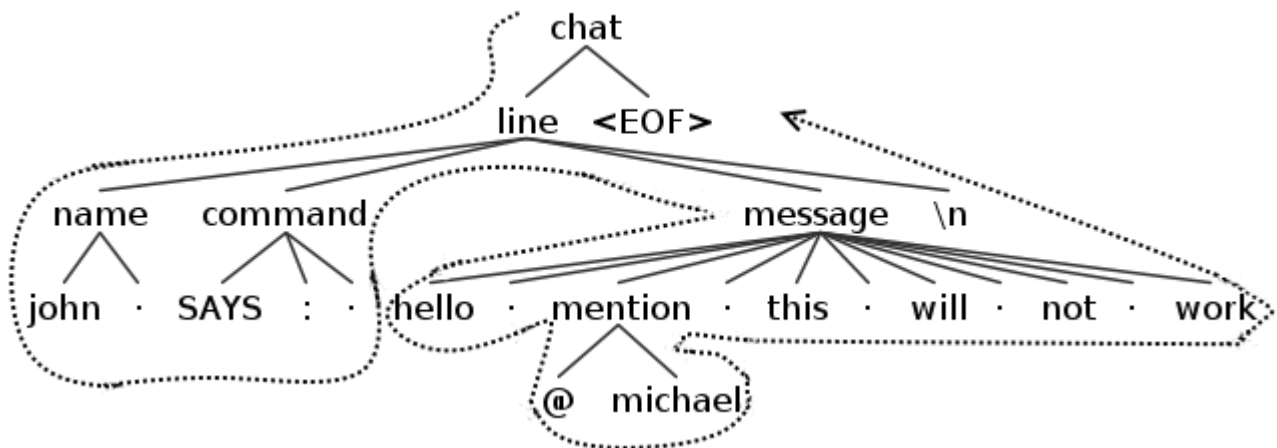 chat
line <EOF>
name command message \n
john · SAYS : · hello · mention · this · will · not · work
@ michael